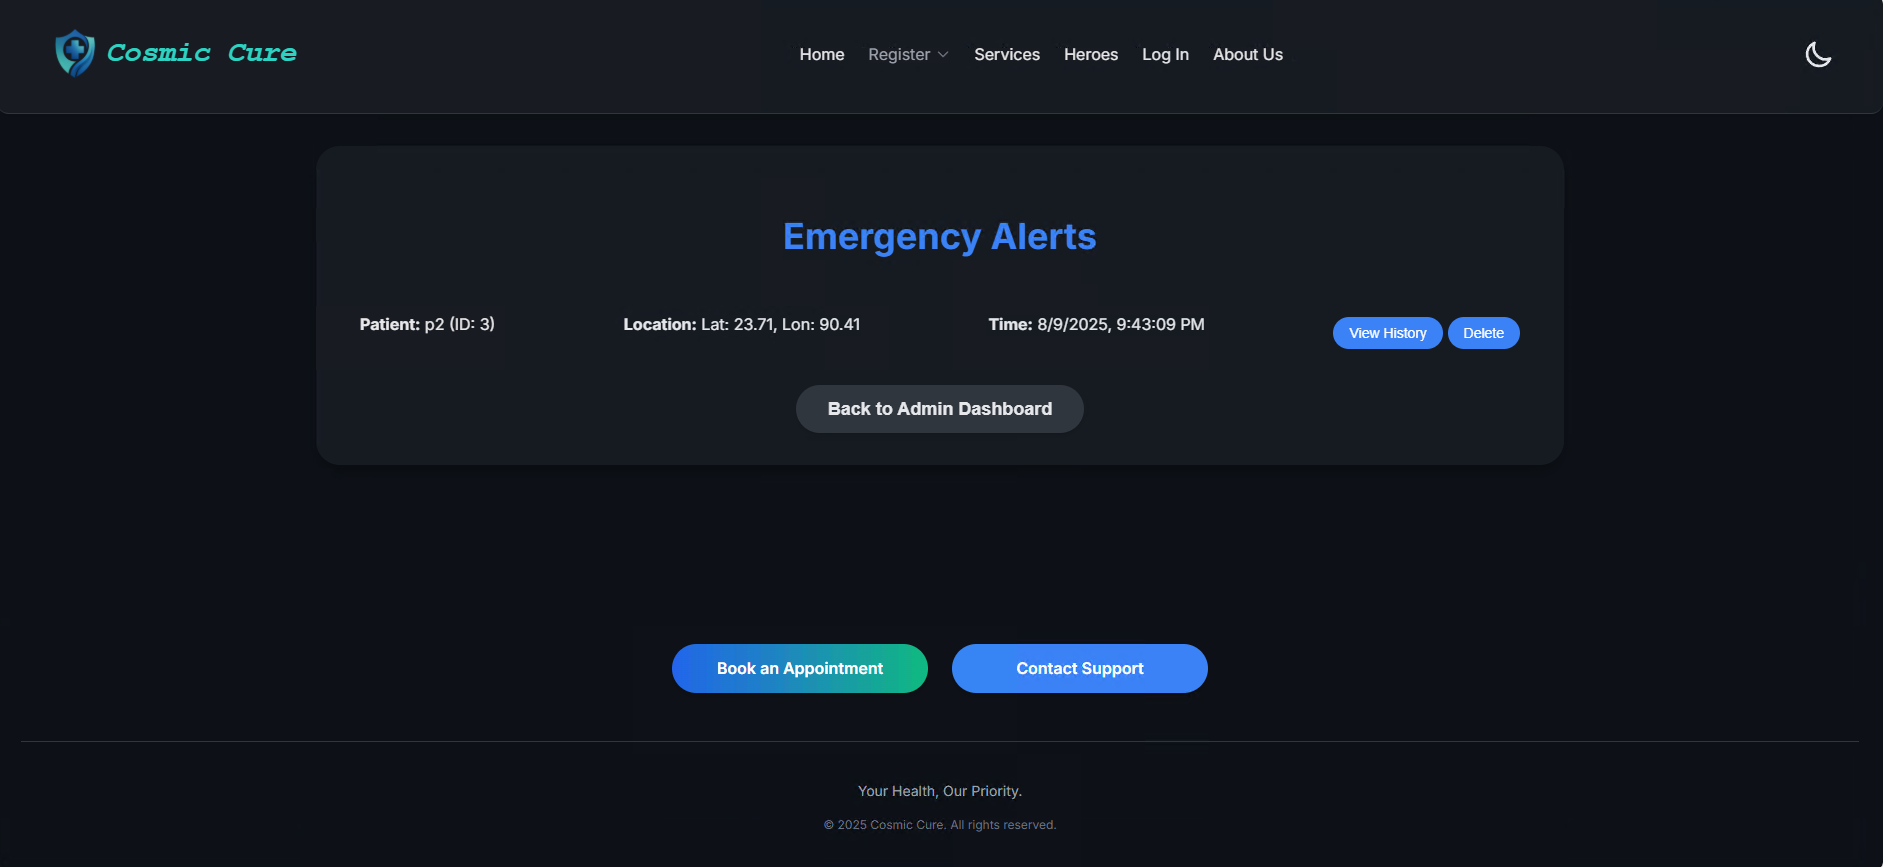 Cosmic Cure
Home Register Services Heroes Log In About Us
Emergency Alerts
Patient: p2 (ID: 3) Location: Lat: 23.71, Lon: 90.41 Time: 8/9/2025, 9:43:09 PM View History Delete
Back to Admin Dashboard
Book an Appointment Contact Support
Your Health, Our Priority.
© 2025 Cosmic Cure. All rights reserved.